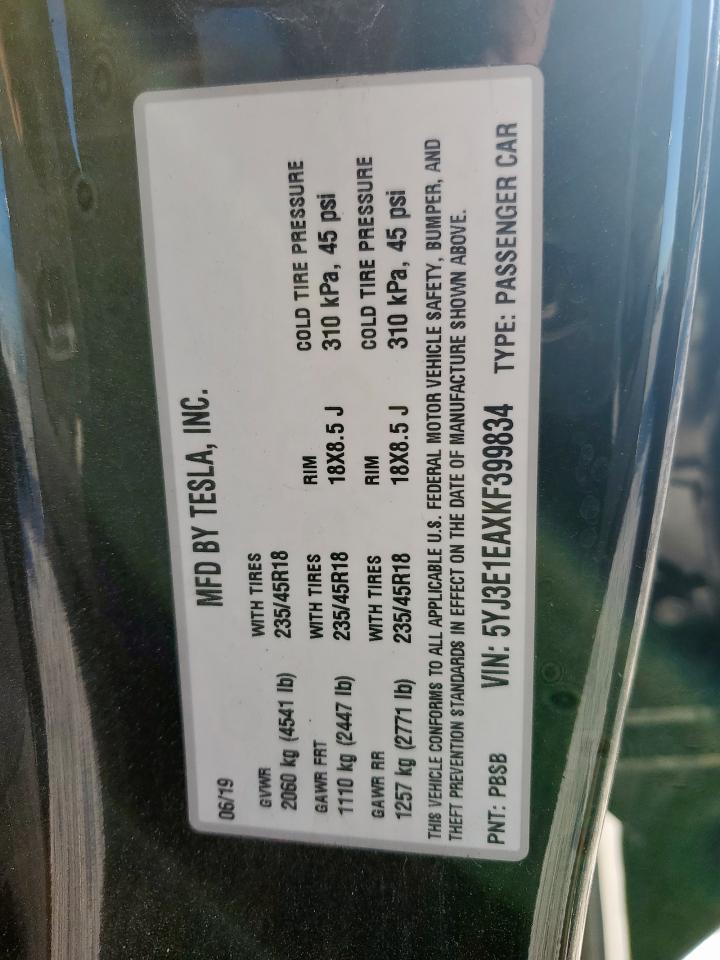 MFD BY TESLA, INC.
06/19
GVWR WITH TIRES
2060 kg (4541 lb) 235/45R18
GAWR FRT WITH TIRES RIM COLD TIRE PRESSURE
1110 kg (2447 lb) 235/45R18 18X8.5 J 310 kPa, 45 psi
GAWR RR WITH TIRES RIM COLD TIRE PRESSURE
1257 kg (2771 lb) 235/45R18 18X8.5 J 310 kPa, 45 psi
THIS VEHICLE CONFORMS TO ALL APPLICABLE U.S. FEDERAL MOTOR VEHICLE SAFETY, BUMPER, AND
THEFT PREVENTION STANDARDS IN EFFECT ON THE DATE OF MANUFACTURE SHOWN ABOVE.
PNT: PBSB VIN: 5YJ3E1EAXKF399834 TYPE: PASSENGER CAR